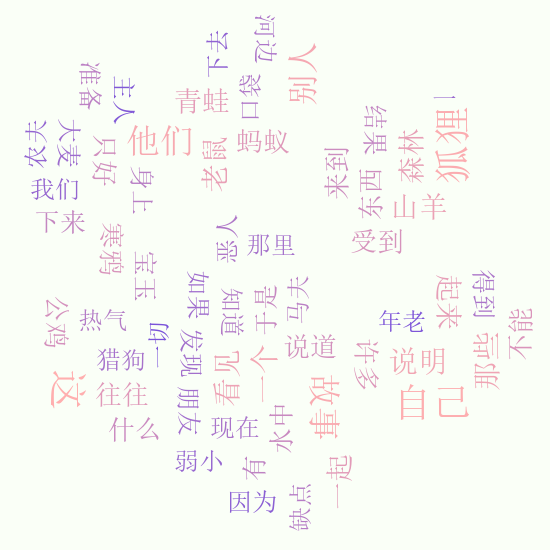 河边
下去
别人
准备
主人
口袋
青蛙
一
农夫
大麦
只好
他们
老鼠
蚂蚁
结果
森林
狐狸
来到
东西
我们
身上
山羊
下来
恶人
那里
受到
寒鸦
宝玉
如果
知道
于是
马夫
起来
得到
公鸡
热气
一切
发现
年老
不能
猎狗
看见
一个
说道
许多
说明
那些
这
往往
朋友
故事
自己
什么
现在
水中
弱小
有
一起
因为
缺点